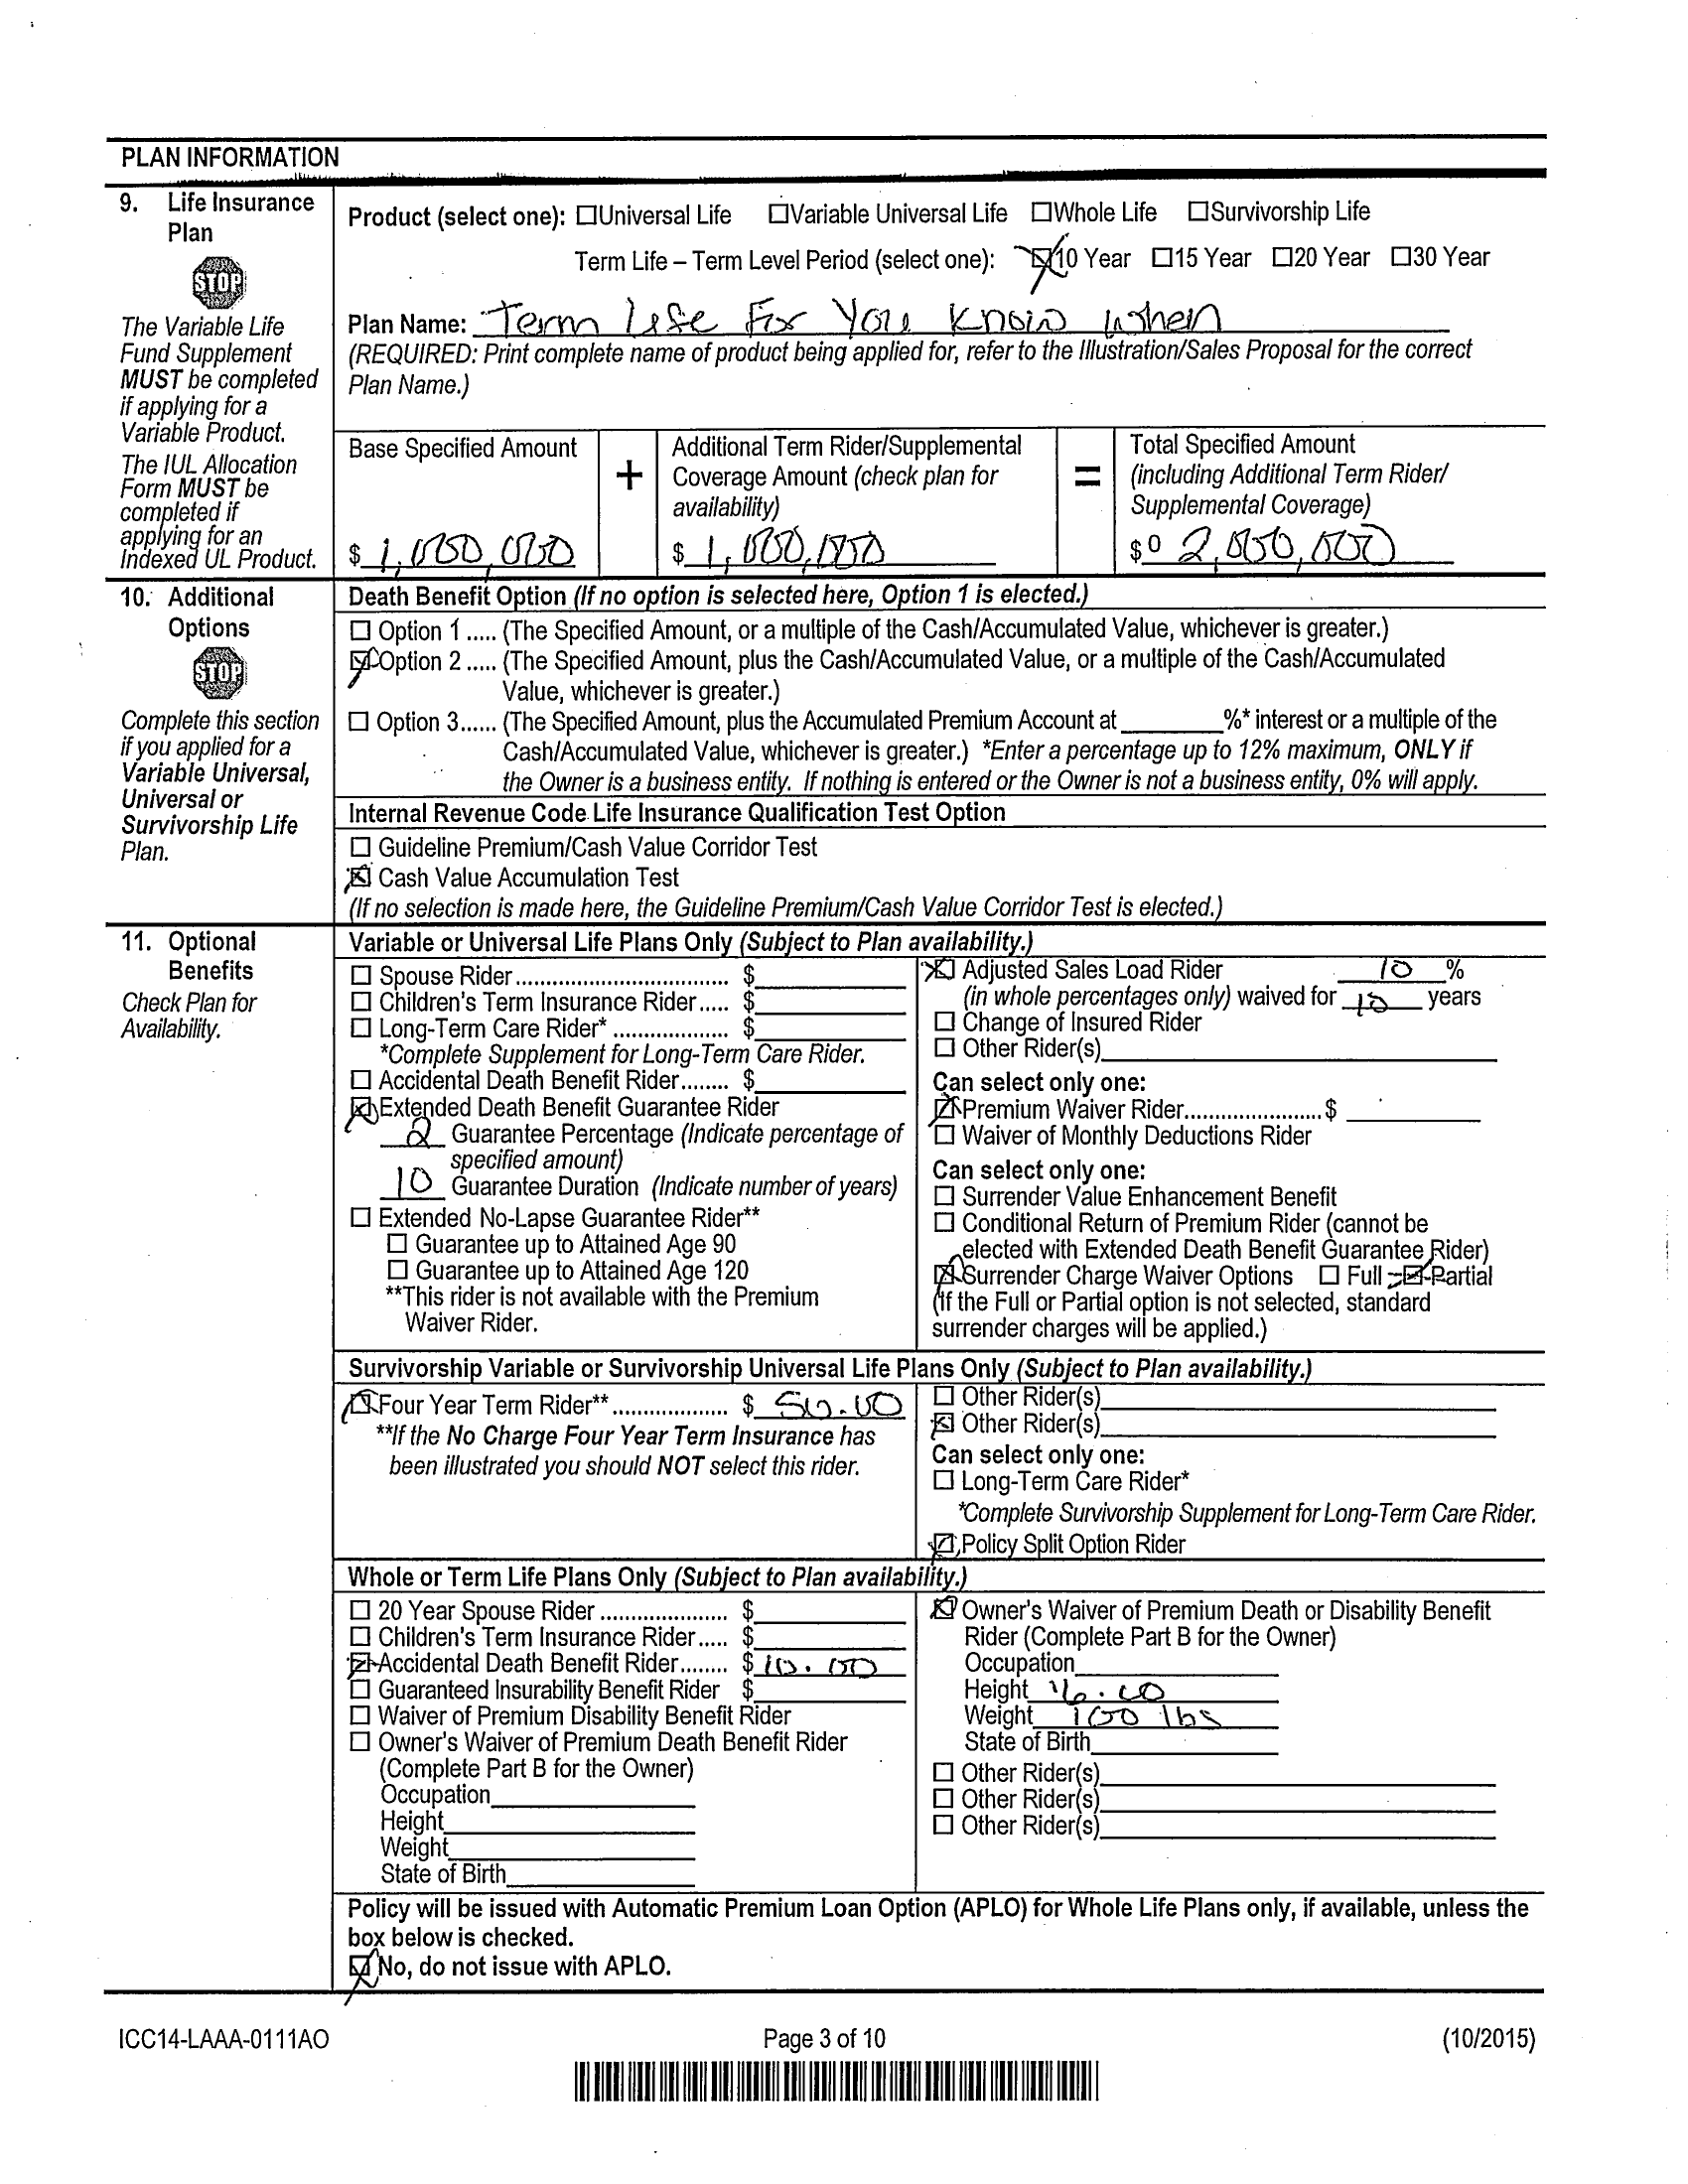 PLAN INFORMATION
9. Life Insurance Plan
STOP
The Variable Life
Fund Supplement
MUST be completed
if applying for a
Variable Product.
The IUL Allocation
Form MUST be
completed if
applying for an
Indexed UL Product.
Product (select one): ☐Universal Life ☐Variable Universal Life ☐Whole Life ☐Survivorship Life
Term Life – Term Level Period (select one): ☒10 Year ☐15 Year ☐20 Year ☐30 Year
Plan Name: Term Life For You Know When
(REQUIRED: Print complete name of product being applied for, refer to the Illustration/Sales Proposal for the correct
Plan Name.)
Base Specified Amount
$ 1,000,000
+
Additional Term Rider/Supplemental
Coverage Amount (check plan for
availability)
$ 1,000,000
=
Total Specified Amount
(including Additional Term Rider/
Supplemental Coverage)
$0 2,000,000
10. Additional Options
STOP
Complete this section
if you applied for a
Variable Universal,
Universal or
Survivorship Life
Plan.
Death Benefit Option (If no option is selected here, Option 1 is elected.)
☐ Option 1 ..... (The Specified Amount, or a multiple of the Cash/Accumulated Value, whichever is greater.)
☒ Option 2 ..... (The Specified Amount, plus the Cash/Accumulated Value, or a multiple of the Cash/Accumulated
Value, whichever is greater.)
☐ Option 3...... (The Specified Amount, plus the Accumulated Premium Account at ________%* interest or a multiple of the
Cash/Accumulated Value, whichever is greater.) *Enter a percentage up to 12% maximum, ONLY if
the Owner is a business entity. If nothing is entered or the Owner is not a business entity, 0% will apply.
Internal Revenue Code Life Insurance Qualification Test Option
☐ Guideline Premium/Cash Value Corridor Test
☒ Cash Value Accumulation Test
(If no selection is made here, the Guideline Premium/Cash Value Corridor Test is elected.)
11. Optional Benefits
Check Plan for
Availability.
Variable or Universal Life Plans Only (Subject to Plan availability.)
☐ Spouse Rider .................................. $
☐ Children's Term Insurance Rider ..... $
☐ Long-Term Care Rider* ................... $
*Complete Supplement for Long-Term Care Rider.
☐ Accidental Death Benefit Rider........ $
☒ Extended Death Benefit Guarantee Rider
2 Guarantee Percentage (Indicate percentage of
specified amount)
10 Guarantee Duration (Indicate number of years)
☐ Extended No-Lapse Guarantee Rider**
☐ Guarantee up to Attained Age 90
☐ Guarantee up to Attained Age 120
**This rider is not available with the Premium
Waiver Rider.
☒ Adjusted Sales Load Rider 10 %
(in whole percentages only) waived for 10 years
☐ Change of Insured Rider
☐ Other Rider(s)
Can select only one:
☒ Premium Waiver Rider...................... $
☐ Waiver of Monthly Deductions Rider
Can select only one:
☐ Surrender Value Enhancement Benefit
☐ Conditional Return of Premium Rider (cannot be
elected with Extended Death Benefit Guarantee Rider)
☒ Surrender Charge Waiver Options ☐ Full ☒ Partial
(If the Full or Partial option is not selected, standard
surrender charges will be applied.)
Survivorship Variable or Survivorship Universal Life Plans Only (Subject to Plan availability.)
☒ Four Year Term Rider** ................... $ 50.00
**If the No Charge Four Year Term Insurance has
been illustrated you should NOT select this rider.
☐ Other Rider(s)
☒ Other Rider(s)
Can select only one:
☐ Long-Term Care Rider*
*Complete Survivorship Supplement for Long-Term Care Rider.
☒ Policy Split Option Rider
Whole or Term Life Plans Only (Subject to Plan availability.)
☐ 20 Year Spouse Rider ...................... $
☐ Children's Term Insurance Rider ..... $
☒ Accidental Death Benefit Rider........ $ 10.00
☐ Guaranteed Insurability Benefit Rider $
☐ Waiver of Premium Disability Benefit Rider
☐ Owner's Waiver of Premium Death Benefit Rider
(Complete Part B for the Owner)
Occupation
Height
Weight
State of Birth
☒ Owner's Waiver of Premium Death or Disability Benefit
Rider (Complete Part B for the Owner)
Occupation
Height
Weight 100 lbs
State of Birth
☐ Other Rider(s)
☐ Other Rider(s)
☐ Other Rider(s)
Policy will be issued with Automatic Premium Loan Option (APLO) for Whole Life Plans only, if available, unless the
box below is checked.
☒ No, do not issue with APLO.
ICC14-LAAA-0111AO Page 3 of 10 (10/2015)